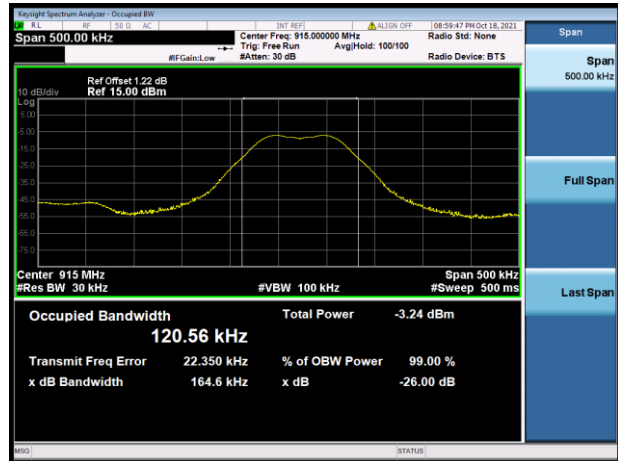 Keysight Spectrum Analyzer - Occupied BW
RL RF 50 Ω AC INT REF ALIGN OFF 08:59:47 PM Oct 18, 2021
Span 500.00 kHz Center Freq: 915.000000 MHz Radio Std: None
Trig: Free Run Avg|Hold: 100/100
#IFGain:Low #Atten: 30 dB Radio Device: BTS
Ref Offset 1.22 dB
10 dB/div Ref 15.00 dBm
Log
5.00
-5.00
-15.0
-25.0
-35.0
-45.0
-55.0
-65.0
-75.0
Center 915 MHz Span 500 kHz
#Res BW 30 kHz #VBW 100 kHz #Sweep 500 ms
Occupied Bandwidth Total Power -3.24 dBm
120.56 kHz
Transmit Freq Error 22.350 kHz % of OBW Power 99.00 %
x dB Bandwidth 164.6 kHz x dB -26.00 dB
MSG STATUS
Span
Span
500.00 kHz
Full Span
Last Span